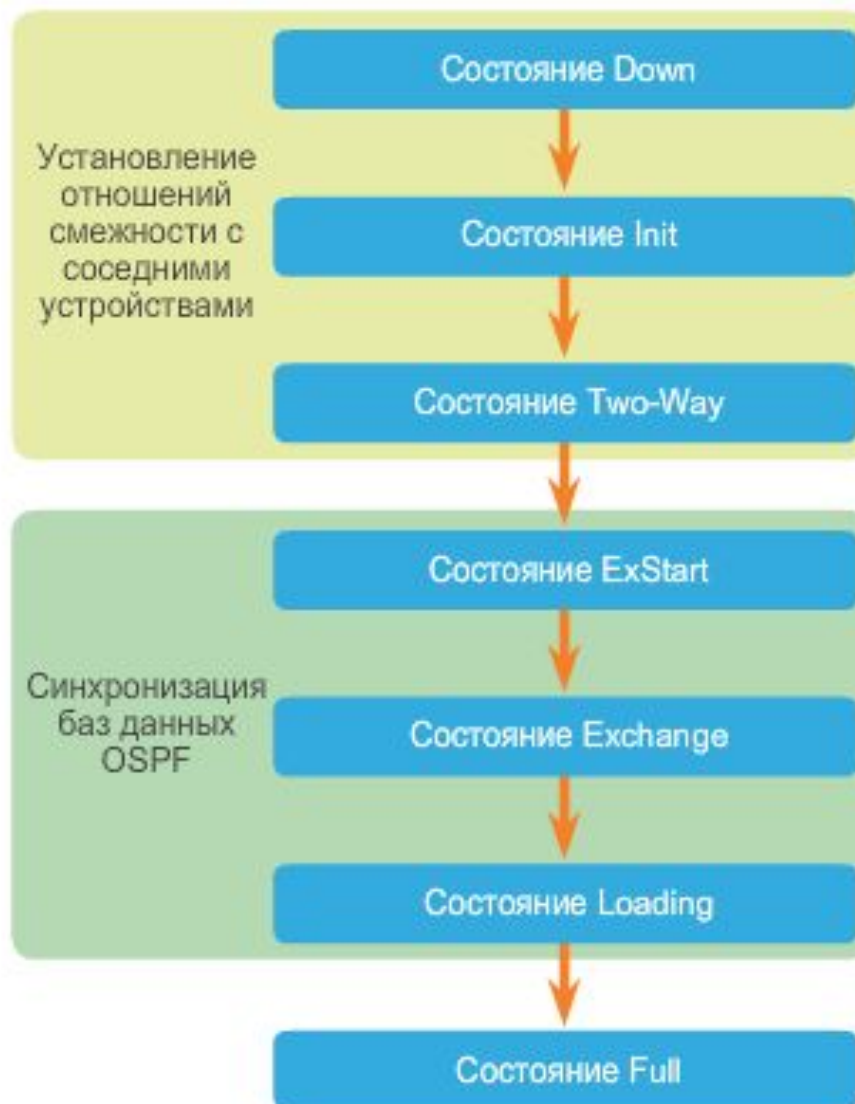 Состояние Down
Установление
отношений
смежности с
соседними
устройствами
Состояние Init
Состояние Two-Way
Состояние ExStart
Синхронизация
баз данных
OSPF
Состояние Exchange
Состояние Loading
Состояние Full